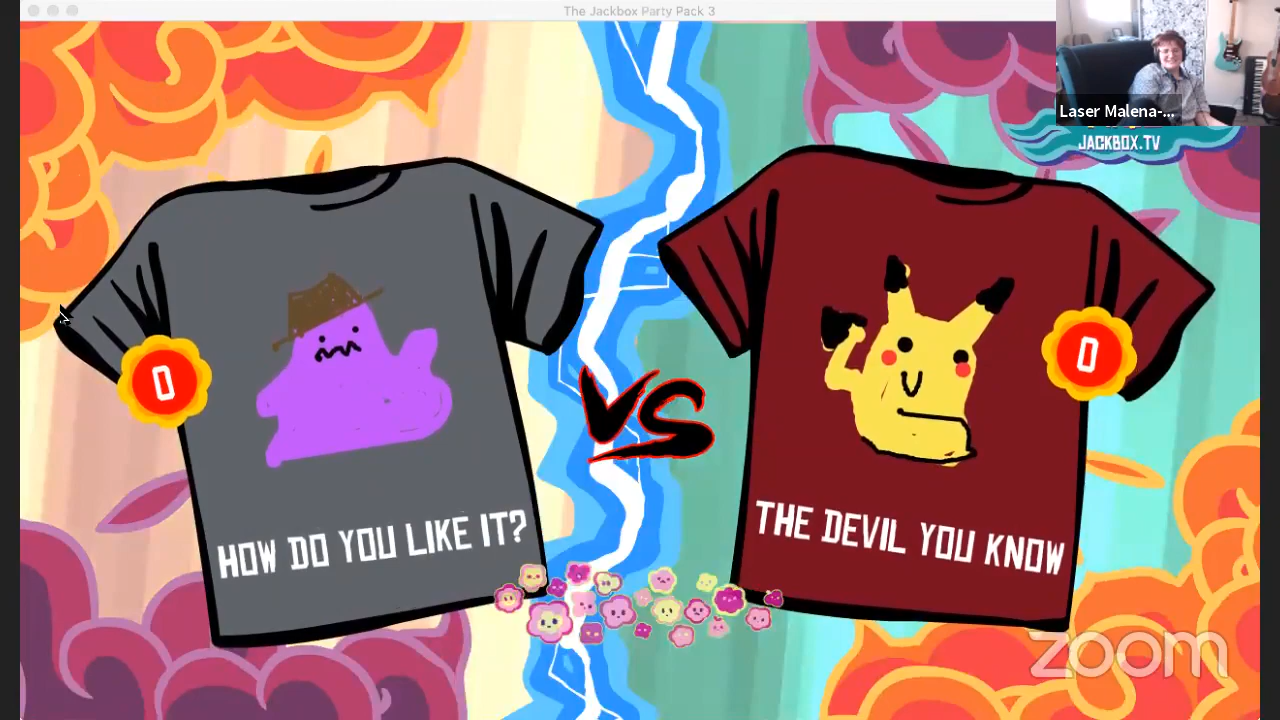 The Jackbox Party Pack 3
Laser Malena-...
JACKBOX.TV
0
0
VS
HOW DO YOU LIKE IT?
THE DEVIL YOU KNOW
zoom